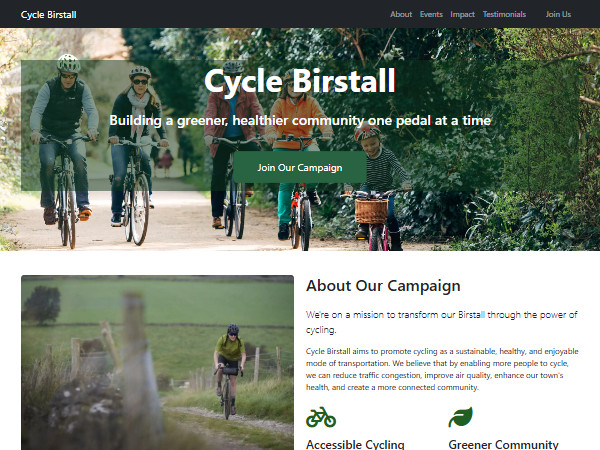 Cycle Birstall
About Events Impact Testimonials Join Us
Cycle Birstall
Building a greener, healthier community one pedal at a time
Join Our Campaign
About Our Campaign
We're on a mission to transform our Birstall through the power of
cycling.
Cycle Birstall aims to promote cycling as a sustainable, healthy, and enjoyable
mode of transportation. We believe that by enabling more people to cycle,
we can reduce traffic congestion, improve air quality, enhance our town's
health, and create a more connected community.
Accessible Cycling
Greener Community